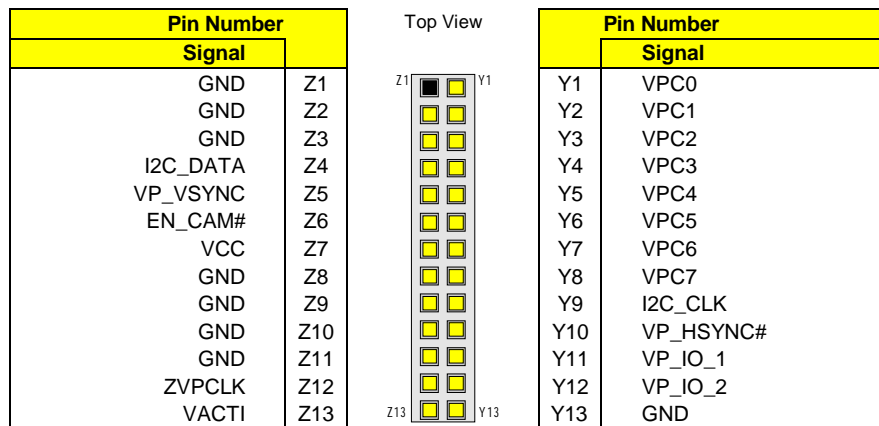 Pin Number Top View Pin Number
Signal Signal
GND Z1 Z1 Y1 Y1 VPC0
GND Z2 Y2 VPC1
GND Z3 Y3 VPC2
I2C_DATA Z4 Y4 VPC3
VP_VSYNC Z5 Y5 VPC4
EN_CAM# Z6 Y6 VPC5
VCC Z7 Y7 VPC6
GND Z8 Y8 VPC7
GND Z9 Y9 I2C_CLK
GND Z10 Y10 VP_HSYNC#
GND Z11 Y11 VP_IO_1
ZVPCLK Z12 Y12 VP_IO_2
VACTI Z13 Z13 Y13 Y13 GND